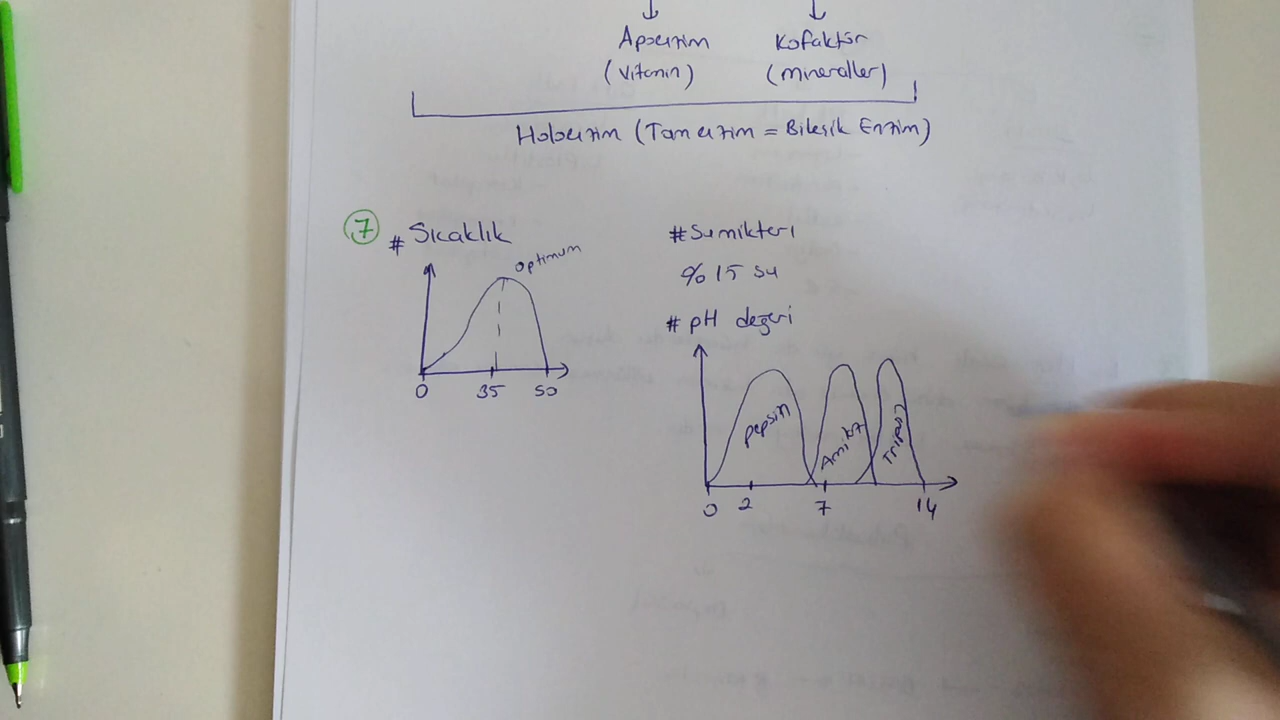 Apoenzim Kofaktör
(Vitamin) (mineraller)
Holoenzim (Tam enzim = Bileşik Enzim)
7 # Sıcaklık
Optimum
0 35 50
# Su miktarı
% 15 su
# pH değeri
pepsin Amilaz Tripsin
0 2 7 14